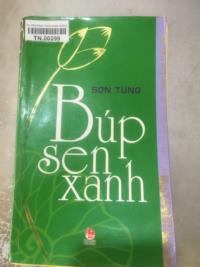 TN.00299
SƠN TÙNG
Búp
sen
xanh